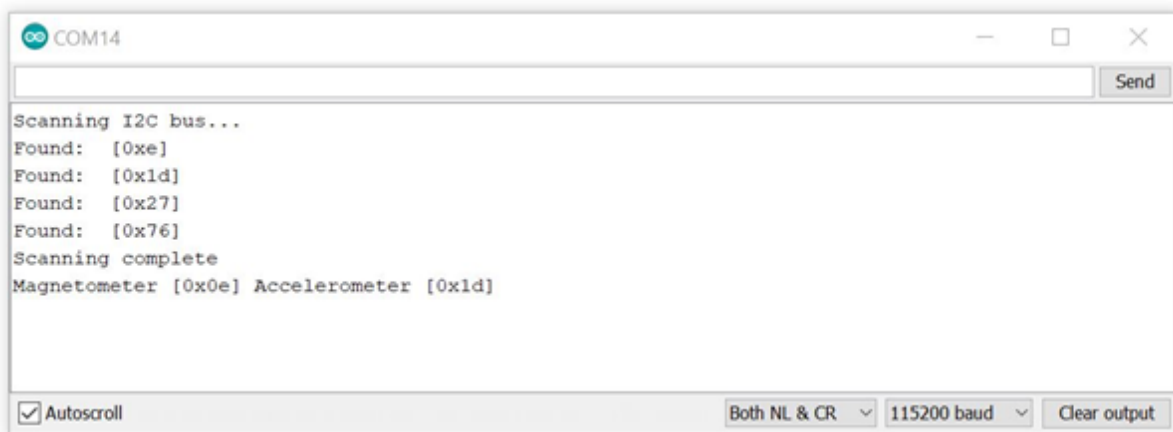 COM14
Send
Scanning I2C bus...
Found:  [0xe]
Found:  [0x1d]
Found:  [0x27]
Found:  [0x76]
Scanning complete
Magnetometer [0x0e] Accelerometer [0x1d]
Autoscroll
Both NL & CR
115200 baud
Clear output